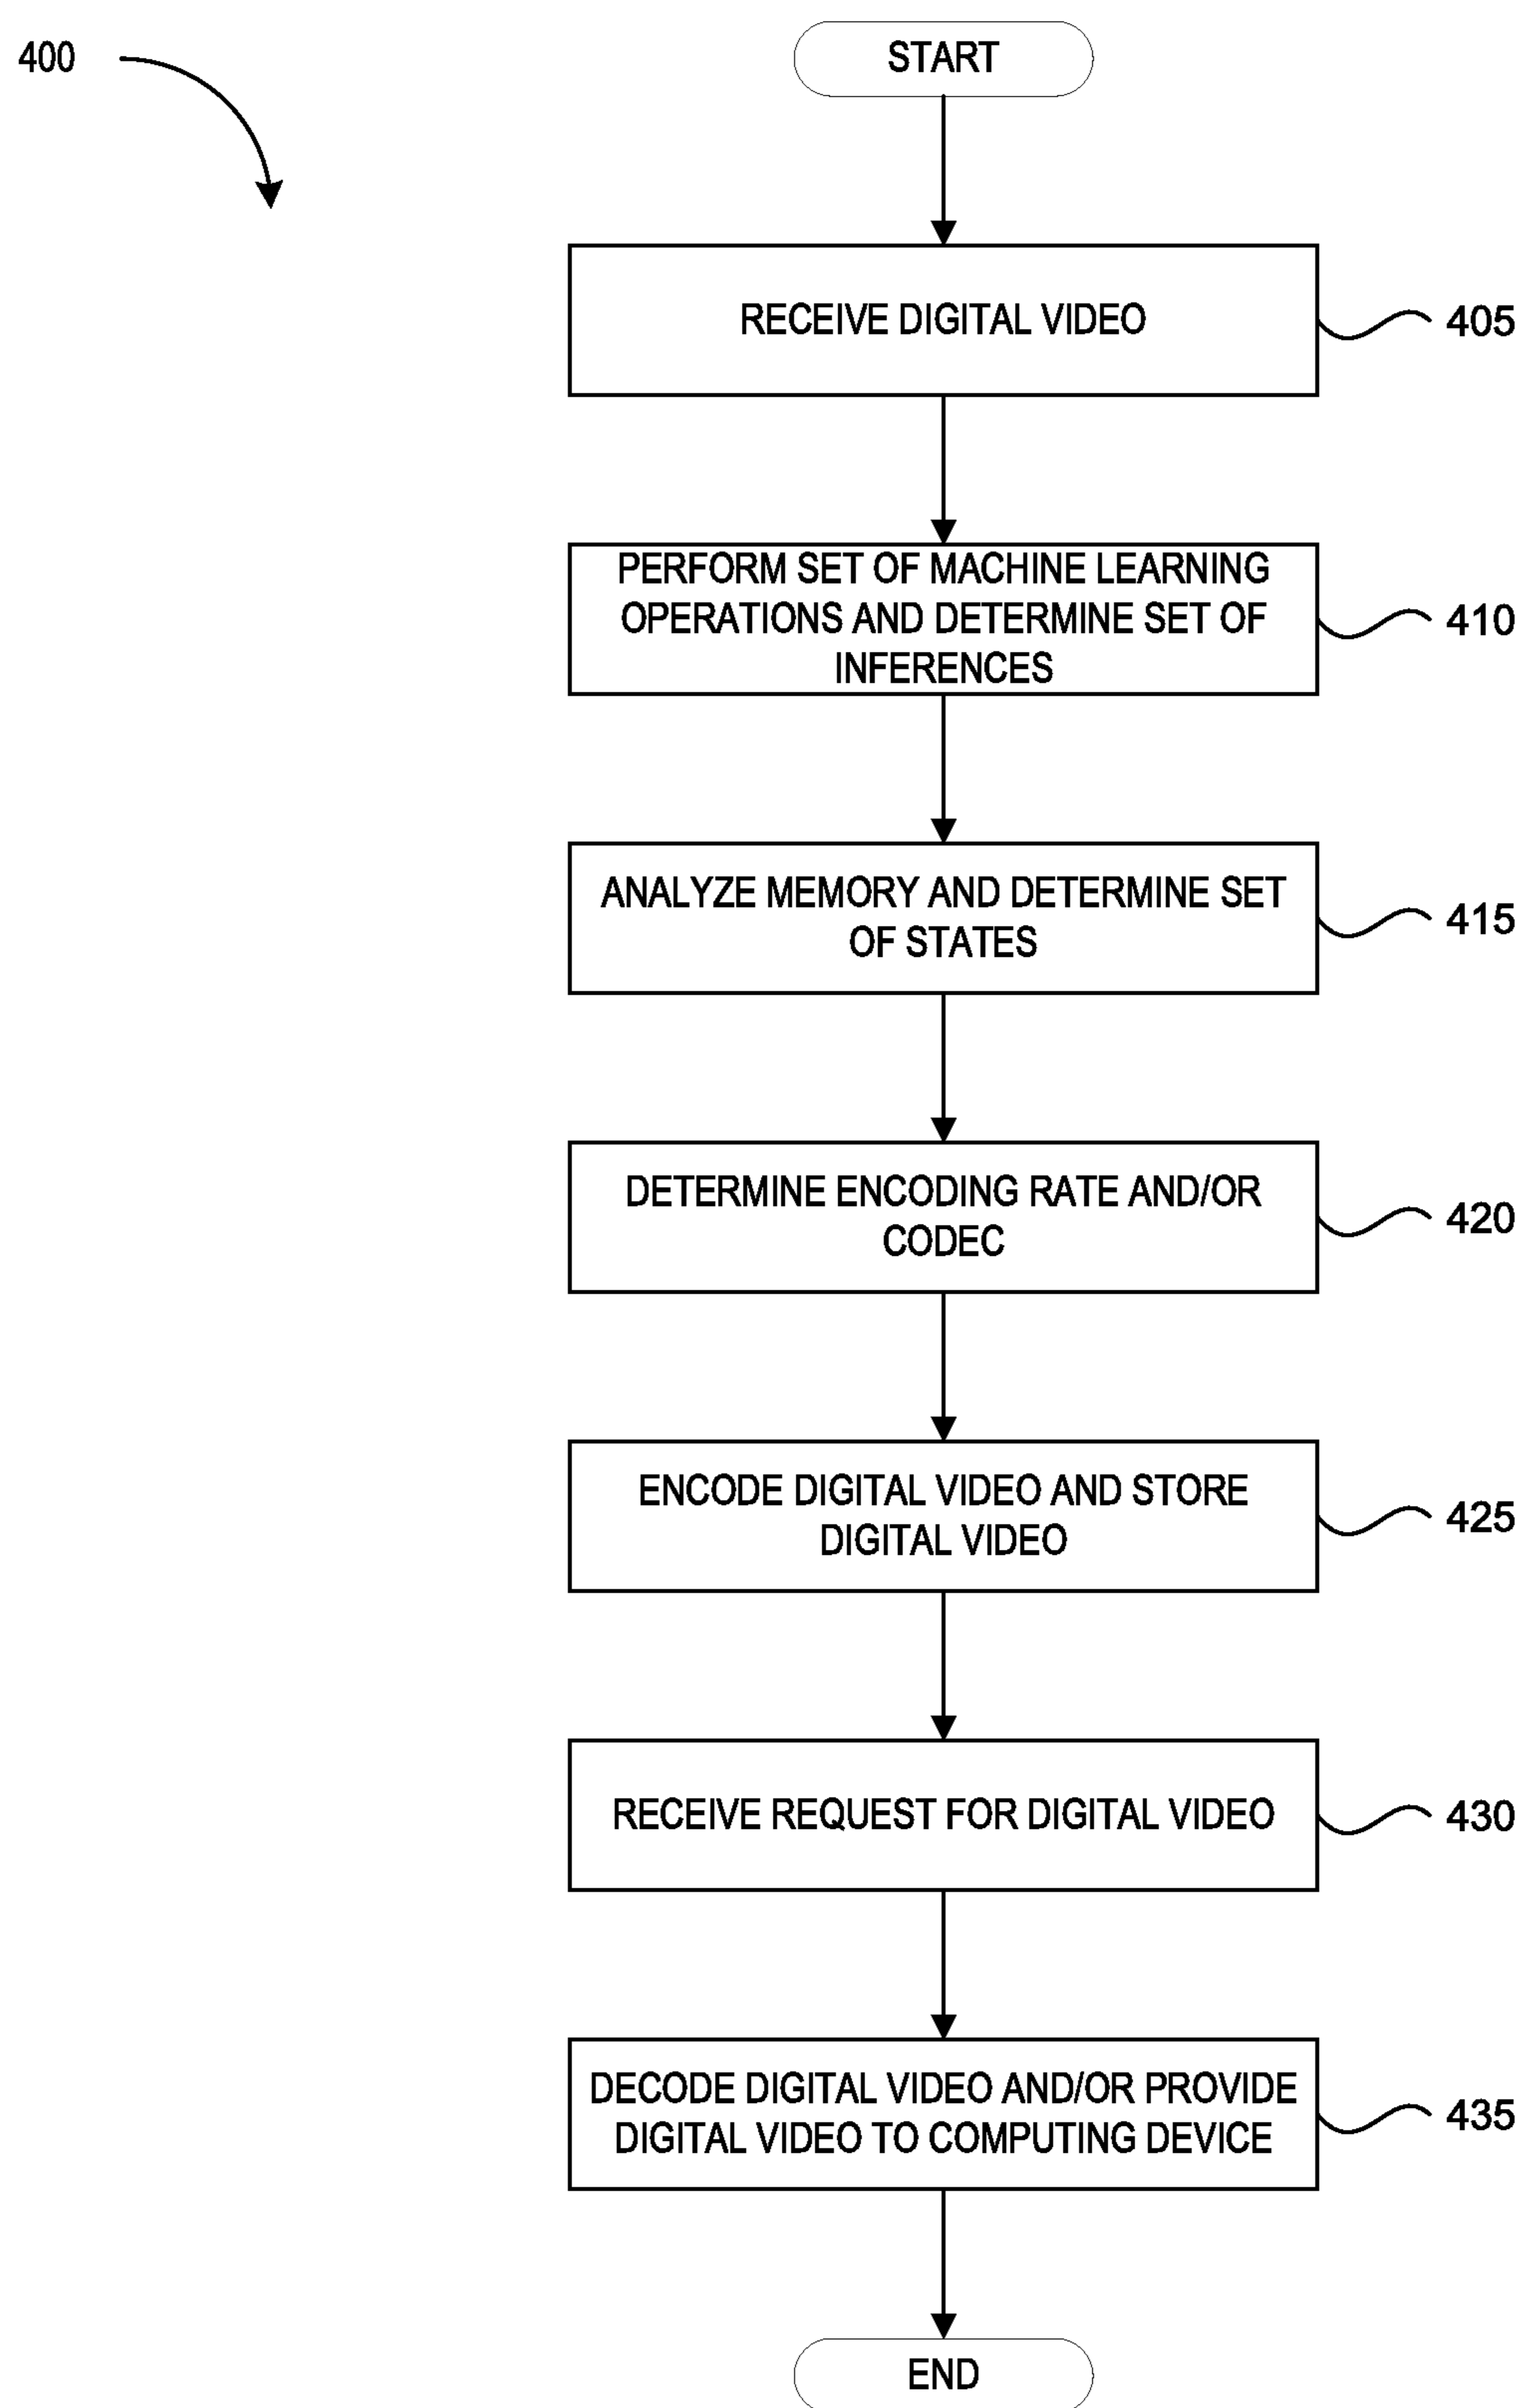 400
START
RECEIVE DIGITAL VIDEO
405
PERFORM SET OF MACHINE LEARNING
OPERATIONS AND DETERMINE SET OF
INFERENCES
410
ANALYZE MEMORY AND DETERMINE SET
OF STATES
415
DETERMINE ENCODING RATE AND/OR
CODEC
420
ENCODE DIGITAL VIDEO AND STORE
DIGITAL VIDEO
425
RECEIVE REQUEST FOR DIGITAL VIDEO
430
DECODE DIGITAL VIDEO AND/OR PROVIDE
DIGITAL VIDEO TO COMPUTING DEVICE
435
END